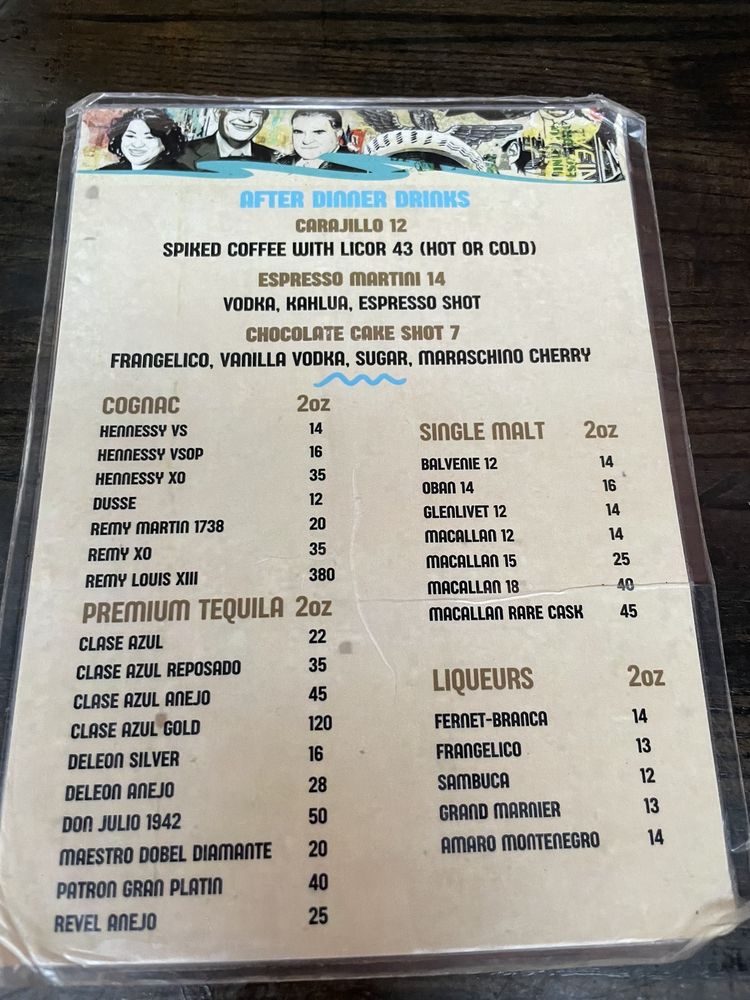 AFTER DINNER DRINKS
CARAJILLO 12
SPIKED COFFEE WITH LICOR 43 (HOT OR COLD)
ESPRESSO MARTINI 14
VODKA, KAHLUA, ESPRESSO SHOT
CHOCOLATE CAKE SHOT 7
FRANGELICO, VANILLA VODKA, SUGAR, MARASCHINO CHERRY
COGNAC 2oz
HENNESSY VS 14
HENNESSY VSOP 16
HENNESSY XO 35
DUSSE 12
REMY MARTIN 1738 20
REMY XO 35
REMY LOUIS XIII 380
PREMIUM TEQUILA 2oz
CLASE AZUL 22
CLASE AZUL REPOSADO 35
CLASE AZUL ANEJO 45
CLASE AZUL GOLD 120
DELEON SILVER 16
DELEON ANEJO 28
DON JULIO 1942 50
MAESTRO DOBEL DIAMANTE 20
PATRON GRAN PLATIN 40
REVEL ANEJO 25
SINGLE MALT 2oz
BALVENIE 12 14
OBAN 14 16
GLENLIVET 12 14
MACALLAN 12 14
MACALLAN 15 25
MACALLAN 18 40
MACALLAN RARE CASK 45
LIQUEURS 2oz
FERNET-BRANCA 14
FRANGELICO 13
SAMBUCA 12
GRAND MARNIER 13
AMARO MONTENEGRO 14